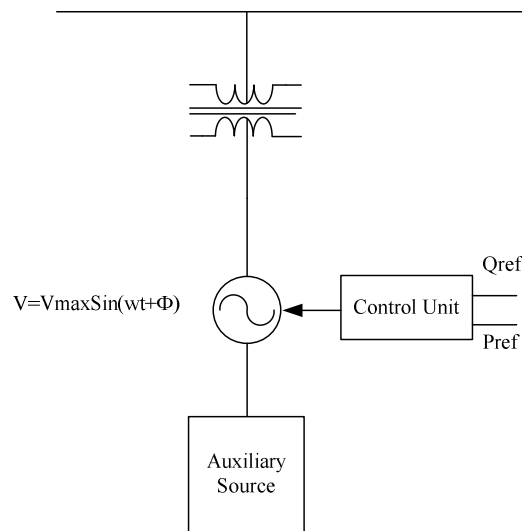 V=VmaxSin(wt+Φ)
Control Unit
Qref
Pref
Auxiliary
Source